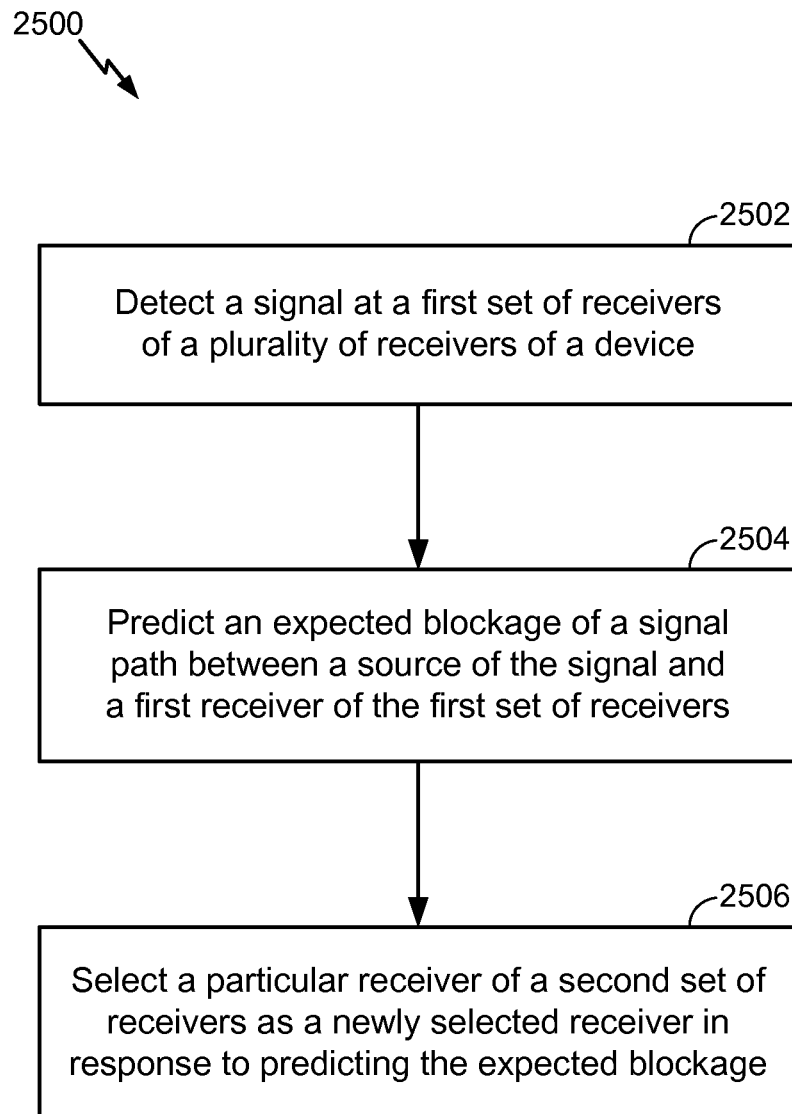 2500
2502
Detect a signal at a first set of receivers
of a plurality of receivers of a device
2504
Predict an expected blockage of a signal
path between a source of the signal and
a first receiver of the first set of receivers
2506
Select a particular receiver of a second set of
receivers as a newly selected receiver in
response to predicting the expected blockage